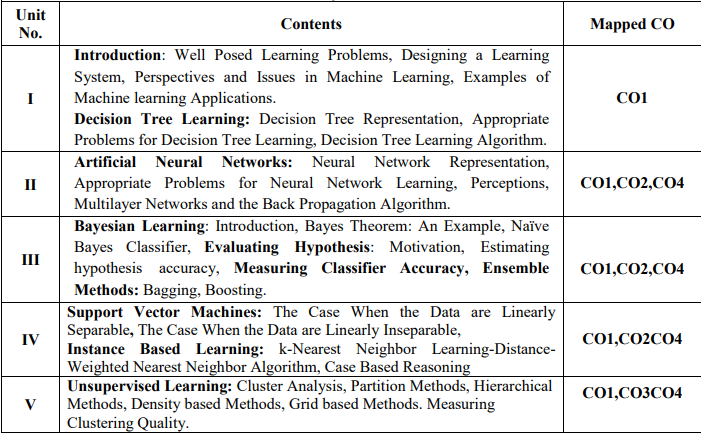 Unit
No.
Contents
Mapped CO
I
Introduction: Well Posed Learning Problems, Designing a Learning
System, Perspectives and Issues in Machine Learning, Examples of
Machine learning Applications.
Decision Tree Learning: Decision Tree Representation, Appropriate
Problems for Decision Tree Learning, Decision Tree Learning Algorithm.
CO1
II
Artificial Neural Networks: Neural Network Representation,
Appropriate Problems for Neural Network Learning, Perceptions,
Multilayer Networks and the Back Propagation Algorithm.
CO1,CO2,CO4
III
Bayesian Learning: Introduction, Bayes Theorem: An Example, Naïve
Bayes Classifier, Evaluating Hypothesis: Motivation, Estimating
hypothesis accuracy, Measuring Classifier Accuracy, Ensemble
Methods: Bagging, Boosting.
CO1,CO2,CO4
IV
Support Vector Machines: The Case When the Data are Linearly
Separable, The Case When the Data are Linearly Inseparable,
Instance Based Learning: k-Nearest Neighbor Learning-Distance-
Weighted Nearest Neighbor Algorithm, Case Based Reasoning
CO1,CO2CO4
V
Unsupervised Learning: Cluster Analysis, Partition Methods, Hierarchical
Methods, Density based Methods, Grid based Methods. Measuring
Clustering Quality.
CO1,CO3CO4